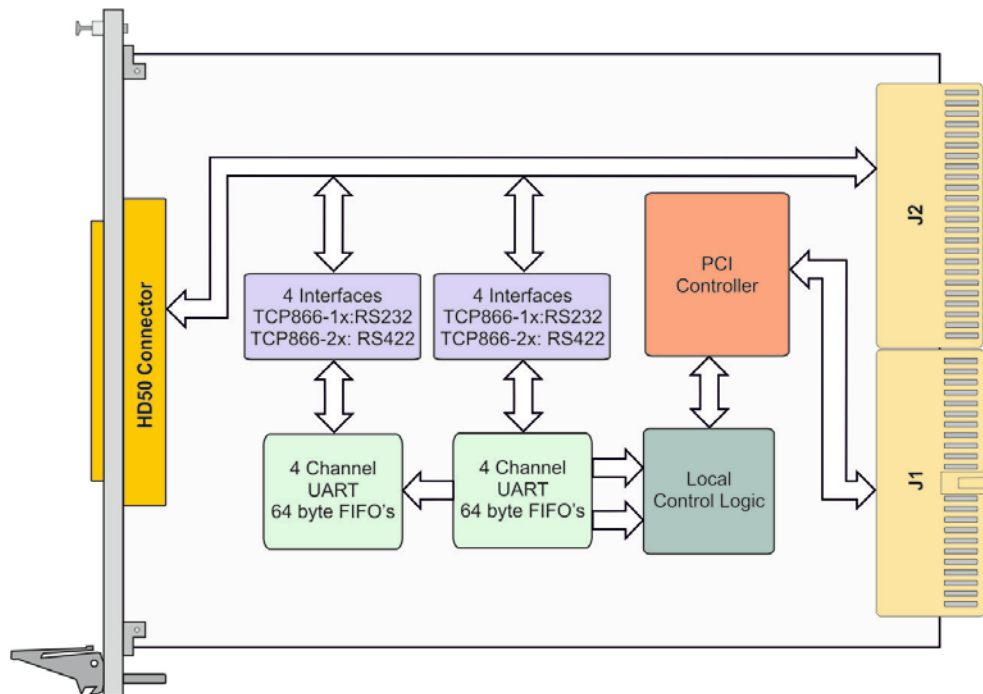 J2
PCI
Controller
4 Interfaces
TCP866-1x:RS232
TCP866-2x: RS422
4 Interfaces
TCP866-1x:RS232
TCP866-2x: RS422
HD50 Connector
4 Channel
UART
64 byte FIFO's
4 Channel
UART
64 byte FIFO's
Local
Control Logic
J1